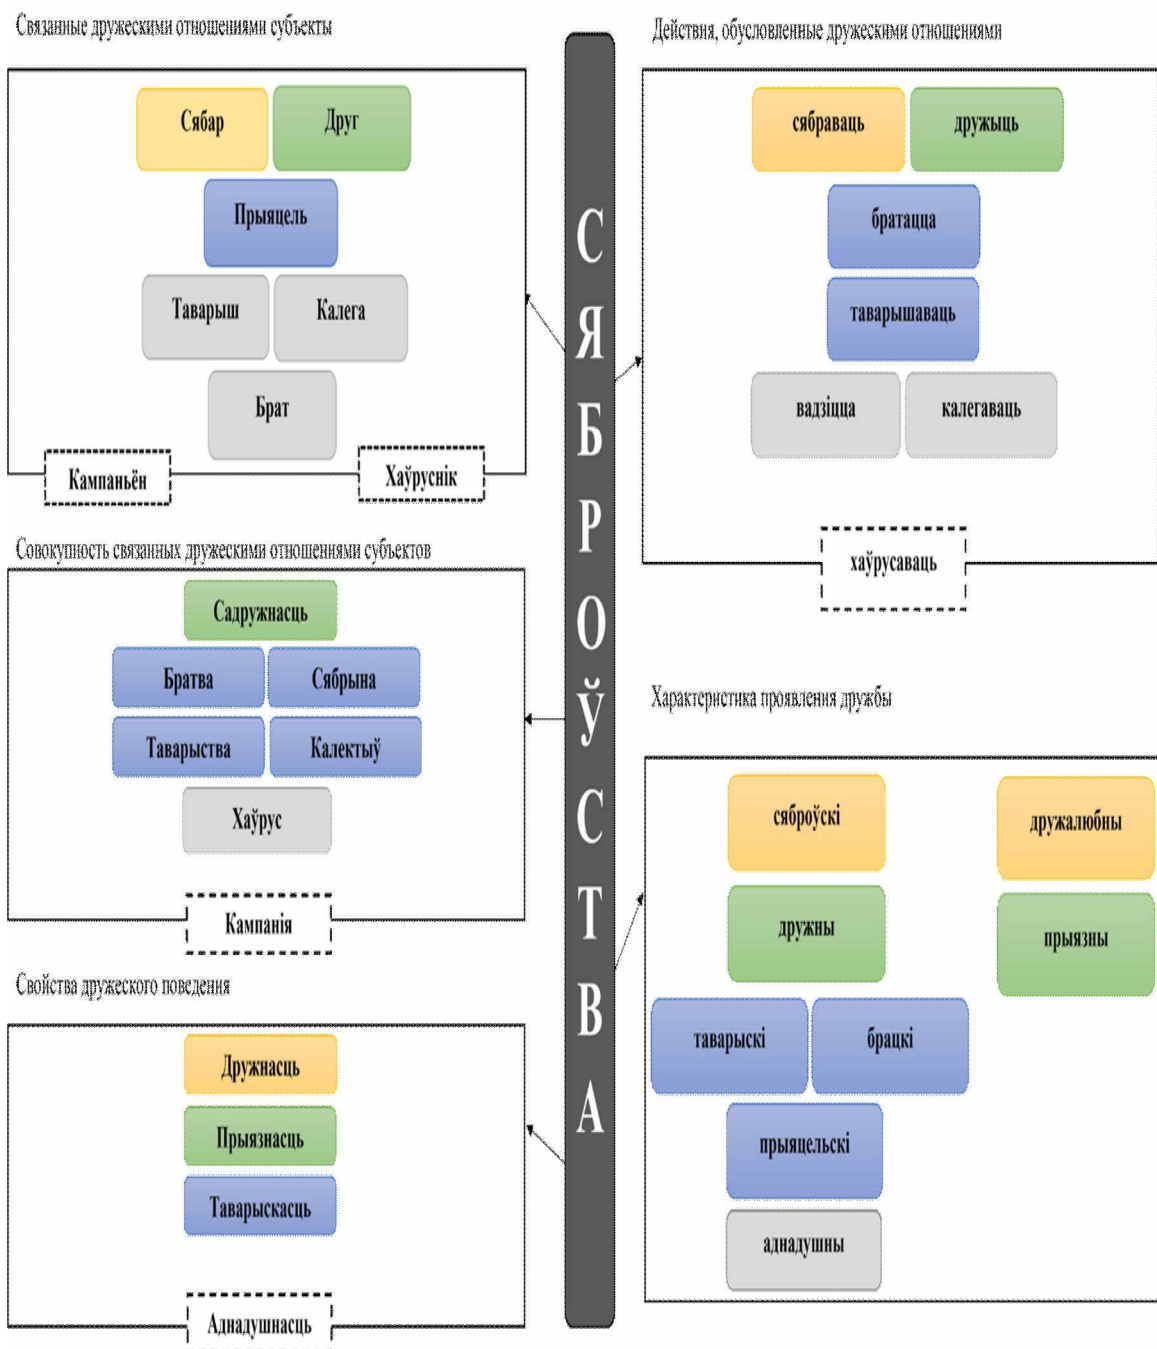 Связанные дружескими отношениями субъекты
Сябар
Друг
Прыяцель
Таварыш
Калега
Брат
Кампаньён
Хаўруснік
Совокупность связанных дружескими отношениями субъектов
Садружнасць
Братва
Сябрына
Таварыства
Калектыў
Хаўрус
Кампанія
Свойства дружеского поведения
Дружнасць
Прыязнасць
Таварыскасць
Аднадушнасць
СЯБРОЎСТВА
Действия, обусловленные дружескими отношениями
сябраваць
дружыць
братацца
таварышаваць
вадзіцца
калегаваць
хаўрусаваць
Характеристика проявления дружбы
сяброўскі
дружалюбны
дружны
прыязны
таварыскі
брацкі
прыяцельскі
аднадушны